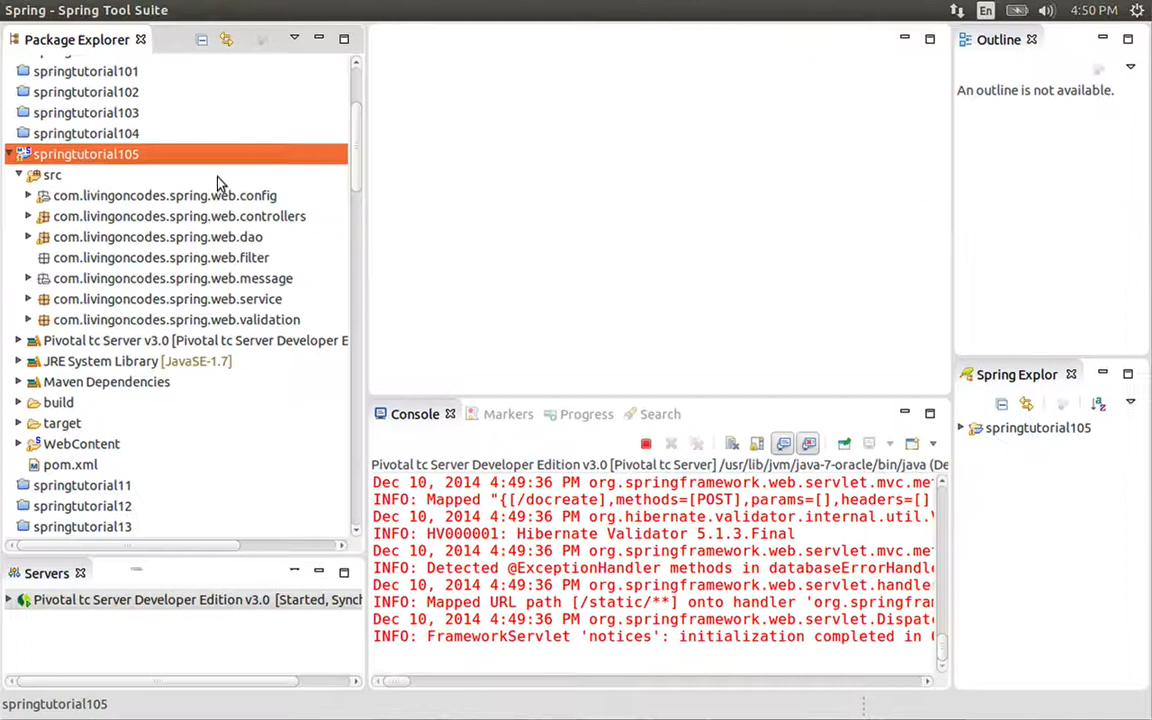 Spring - Spring Tool Suite
En
4:50 PM
Package Explorer
springtutorial101
springtutorial102
springtutorial103
springtutorial104
springtutorial105
src
com.livingoncodes.spring.web.config
com.livingoncodes.spring.web.controllers
com.livingoncodes.spring.web.dao
com.livingoncodes.spring.web.filter
com.livingoncodes.spring.web.message
com.livingoncodes.spring.web.service
com.livingoncodes.spring.web.validation
Pivotal tc Server v3.0 [Pivotal tc Server Developer E
JRE System Library [JavaSE-1.7]
Maven Dependencies
build
target
WebContent
pom.xml
springtutorial11
springtutorial12
springtutorial13
Servers
Pivotal tc Server Developer Edition v3.0 [Started, Synch
springtutorial105
Console
Markers
Progress
Search
Pivotal tc Server Developer Edition v3.0 [Pivotal tc Server] /usr/lib/jvm/java-7-oracle/bin/java (De
Dec 10, 2014 4:49:36 PM org.springframework.web.servlet.mvc.me
INFO: Mapped "{[/docreate],methods=[POST],params=[],headers=[]
Dec 10, 2014 4:49:36 PM org.hibernate.validator.internal.util.V
INFO: HV000001: Hibernate Validator 5.1.3.Final
Dec 10, 2014 4:49:36 PM org.springframework.web.servlet.mvc.me
INFO: Detected @ExceptionHandler methods in databaseErrorHandle
Dec 10, 2014 4:49:36 PM org.springframework.web.servlet.handler
INFO: Mapped URL path [/static/**] onto handler 'org.springfram
Dec 10, 2014 4:49:36 PM org.springframework.web.servlet.Dispat
INFO: FrameworkServlet 'notices': initialization completed in
Outline
An outline is not available.
Spring Explor
springtutorial105